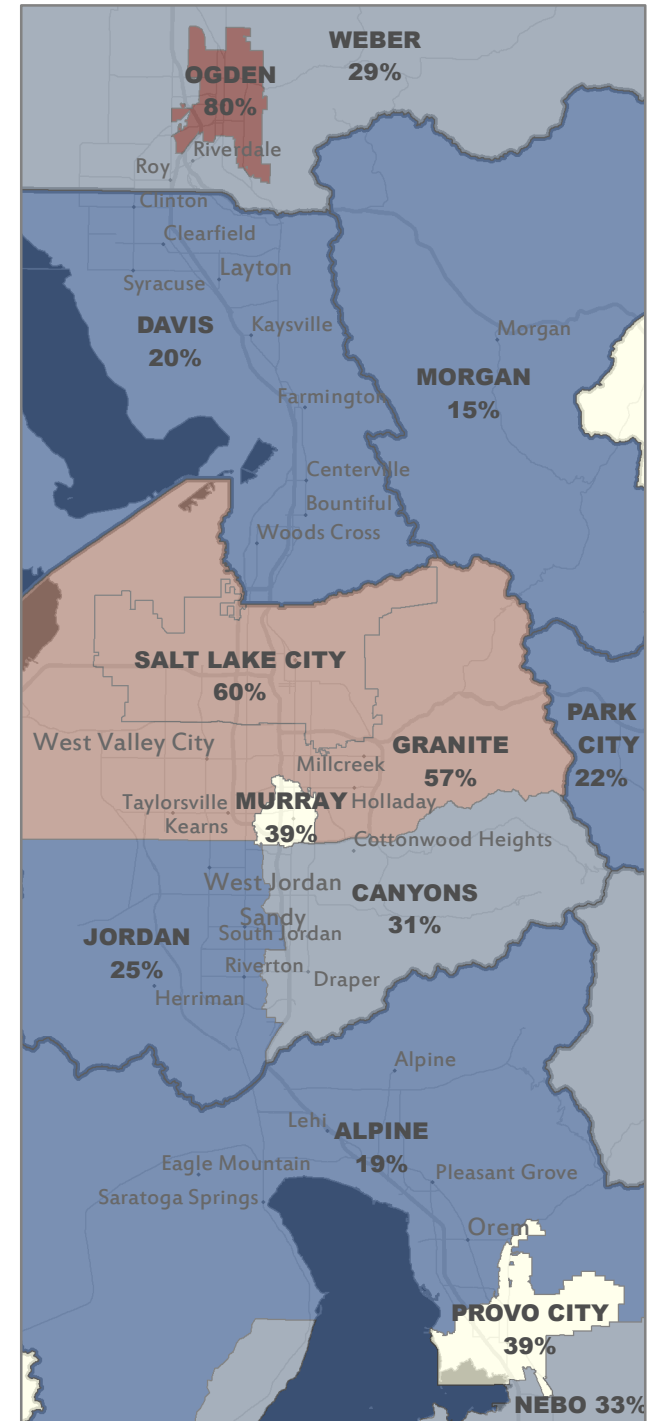 WEBER
29%
OGDEN
80%
Riverdale
Roy
Clinton
Clearfield
Layton
Syracuse
DAVIS
20%
Kaysville
Morgan
MORGAN
15%
Farmington
Centerville
Bountiful
Woods Cross
SALT LAKE CITY
60%
PARK
CITY
22%
West Valley City
GRANITE
57%
Millcreek
Taylorsville
MURRAY
39%
Holladay
Kearns
Cottonwood Heights
West Jordan
CANYONS
31%
Sandy
South Jordan
JORDAN
25%
Riverton
Draper
Herriman
Alpine
Lehi
ALPINE
19%
Eagle Mountain
Pleasant Grove
Saratoga Springs
Orem
PROVO CITY
39%
NEBO 33%